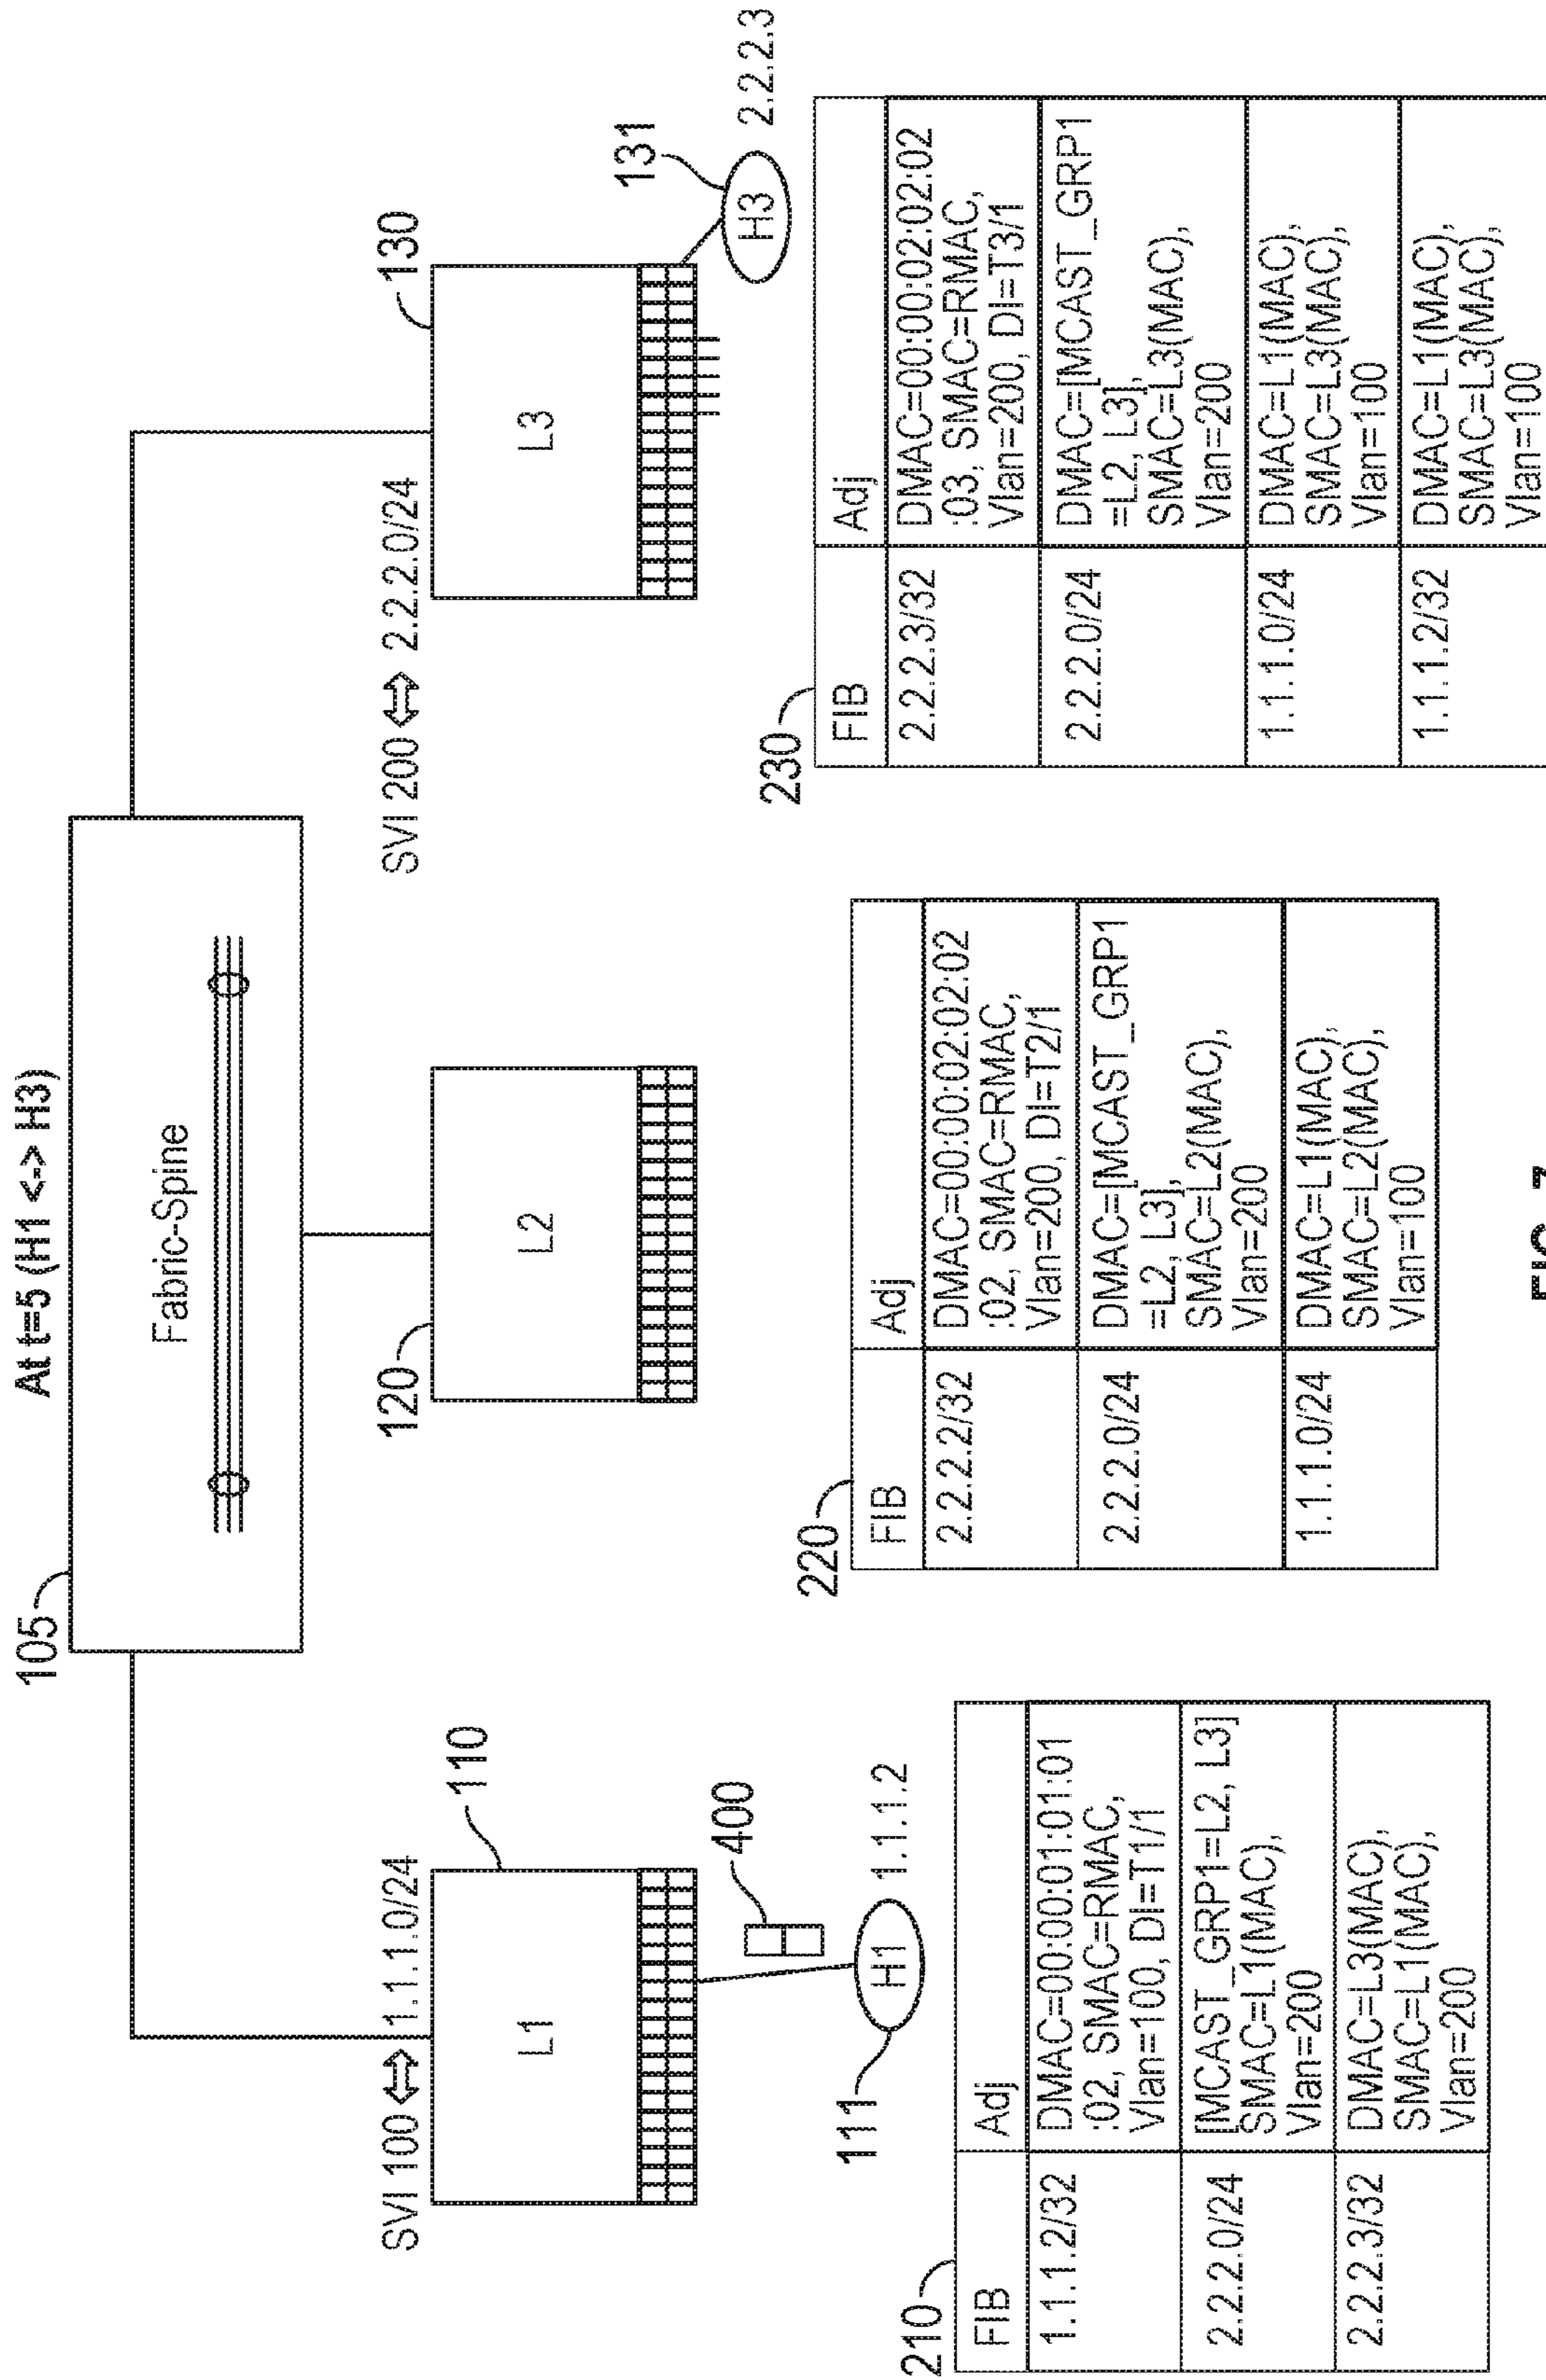 At t=5 (H1 <-> H3)
105
Fabric-Spine
SVI 100 ⇔ 1.1.1.0/24
110
L1
400
H1
1.1.1.2
111
120
L2
SVI 200 ⇔ 2.2.2.0/24
130
L3
131
H3
2.2.2.3
210
FIB
Adj
1.1.1.2/32
DMAC=00:00:01:01:01
:02, SMAC=RMAC,
Vlan=100, DI=T1/1
2.2.2.0/24
[MCAST_GRP1=L2, L3]
SMAC=L1(MAC),
Vlan=200
2.2.2.3/32
DMAC=L3(MAC),
SMAC=L1(MAC),
Vlan=200
220
FIB
Adj
2.2.2.2/32
DMAC=00:00:02:02:02
:02, SMAC=RMAC,
Vlan=200, DI=T2/1
2.2.2.0/24
DMAC=[MCAST_GRP1
=L2, L3],
SMAC=L2(MAC),
Vlan=200
1.1.1.0/24
DMAC=L1(MAC),
SMAC=L2(MAC),
Vlan=100
230
FIB
Adj
2.2.2.3/32
DMAC=00:00:02:02:02
:03, SMAC=RMAC,
Vlan=200, DI=T3/1
2.2.2.0/24
DMAC=[MCAST_GRP1
=L2, L3],
SMAC=L3(MAC),
Vlan=200
1.1.1.0/24
DMAC=L1(MAC),
SMAC=L3(MAC),
Vlan=100
1.1.1.2/32
DMAC=L1(MAC),
SMAC=L3(MAC),
Vlan=100